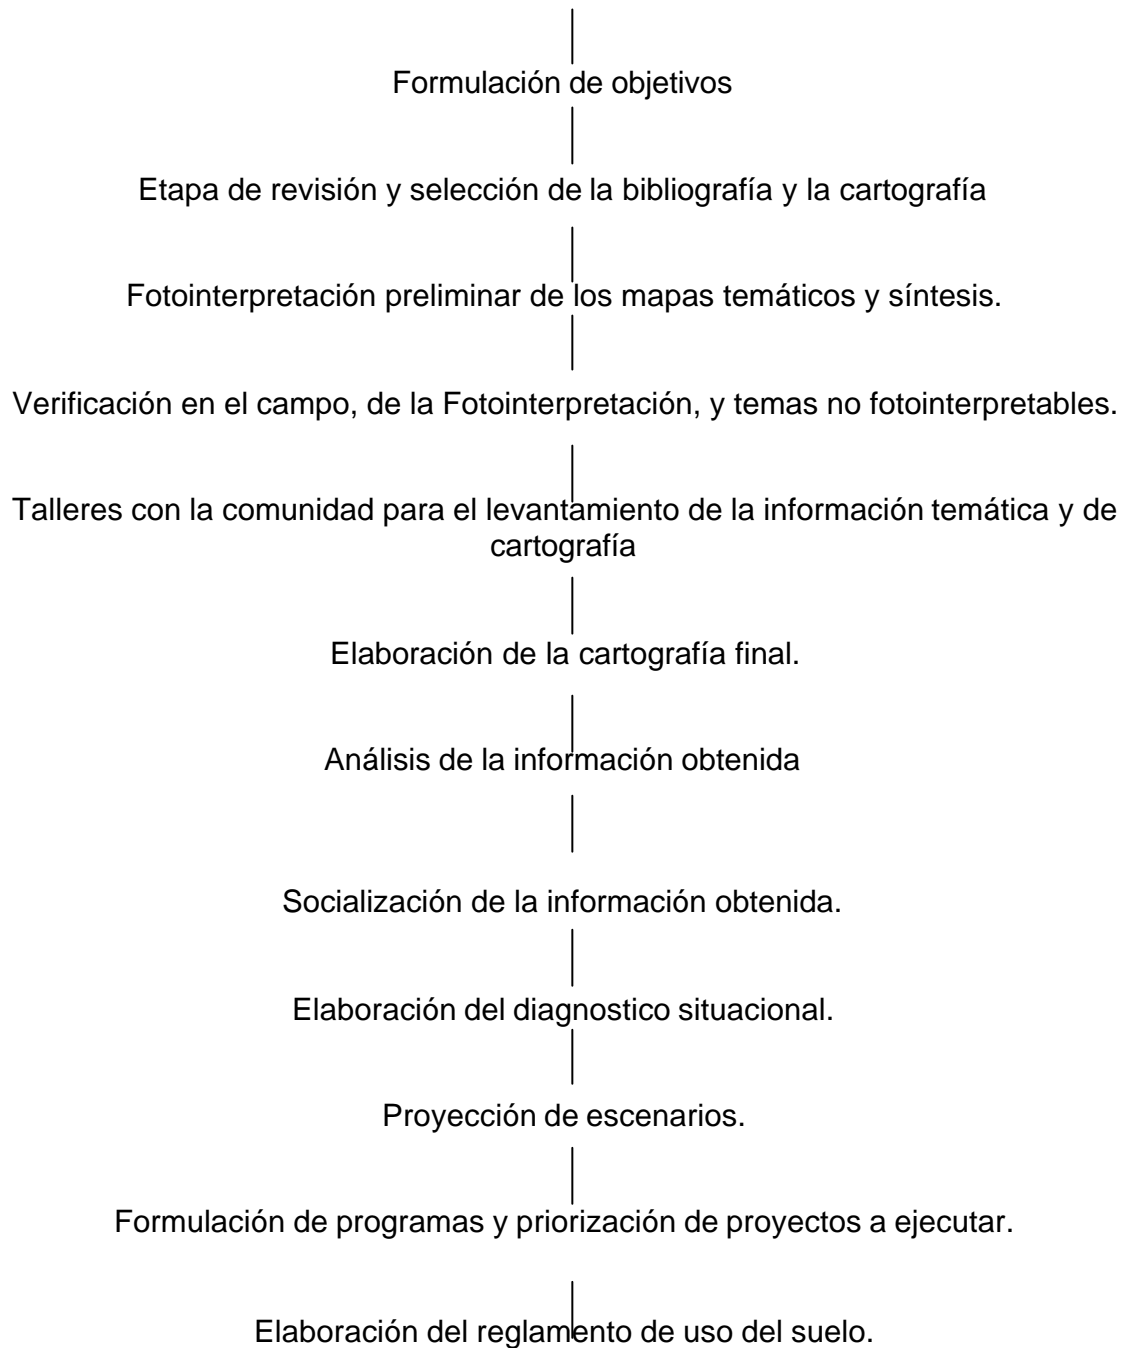 Formulación de objetivos
Etapa de revisión y selección de la bibliografía y la cartografía
Fotointerpretación preliminar de los mapas temáticos y síntesis.
Verificación en el campo, de la Fotointerpretación, y temas no fotointerpretables.
Talleres con la comunidad para el levantamiento de la información temática y de
cartografía
Elaboración de la cartografía final.
Análisis de la información obtenida
Socialización de la información obtenida.
Elaboración del diagnostico situacional.
Proyección de escenarios.
Formulación de programas y priorización de proyectos a ejecutar.
Elaboración del reglamento de uso del suelo.